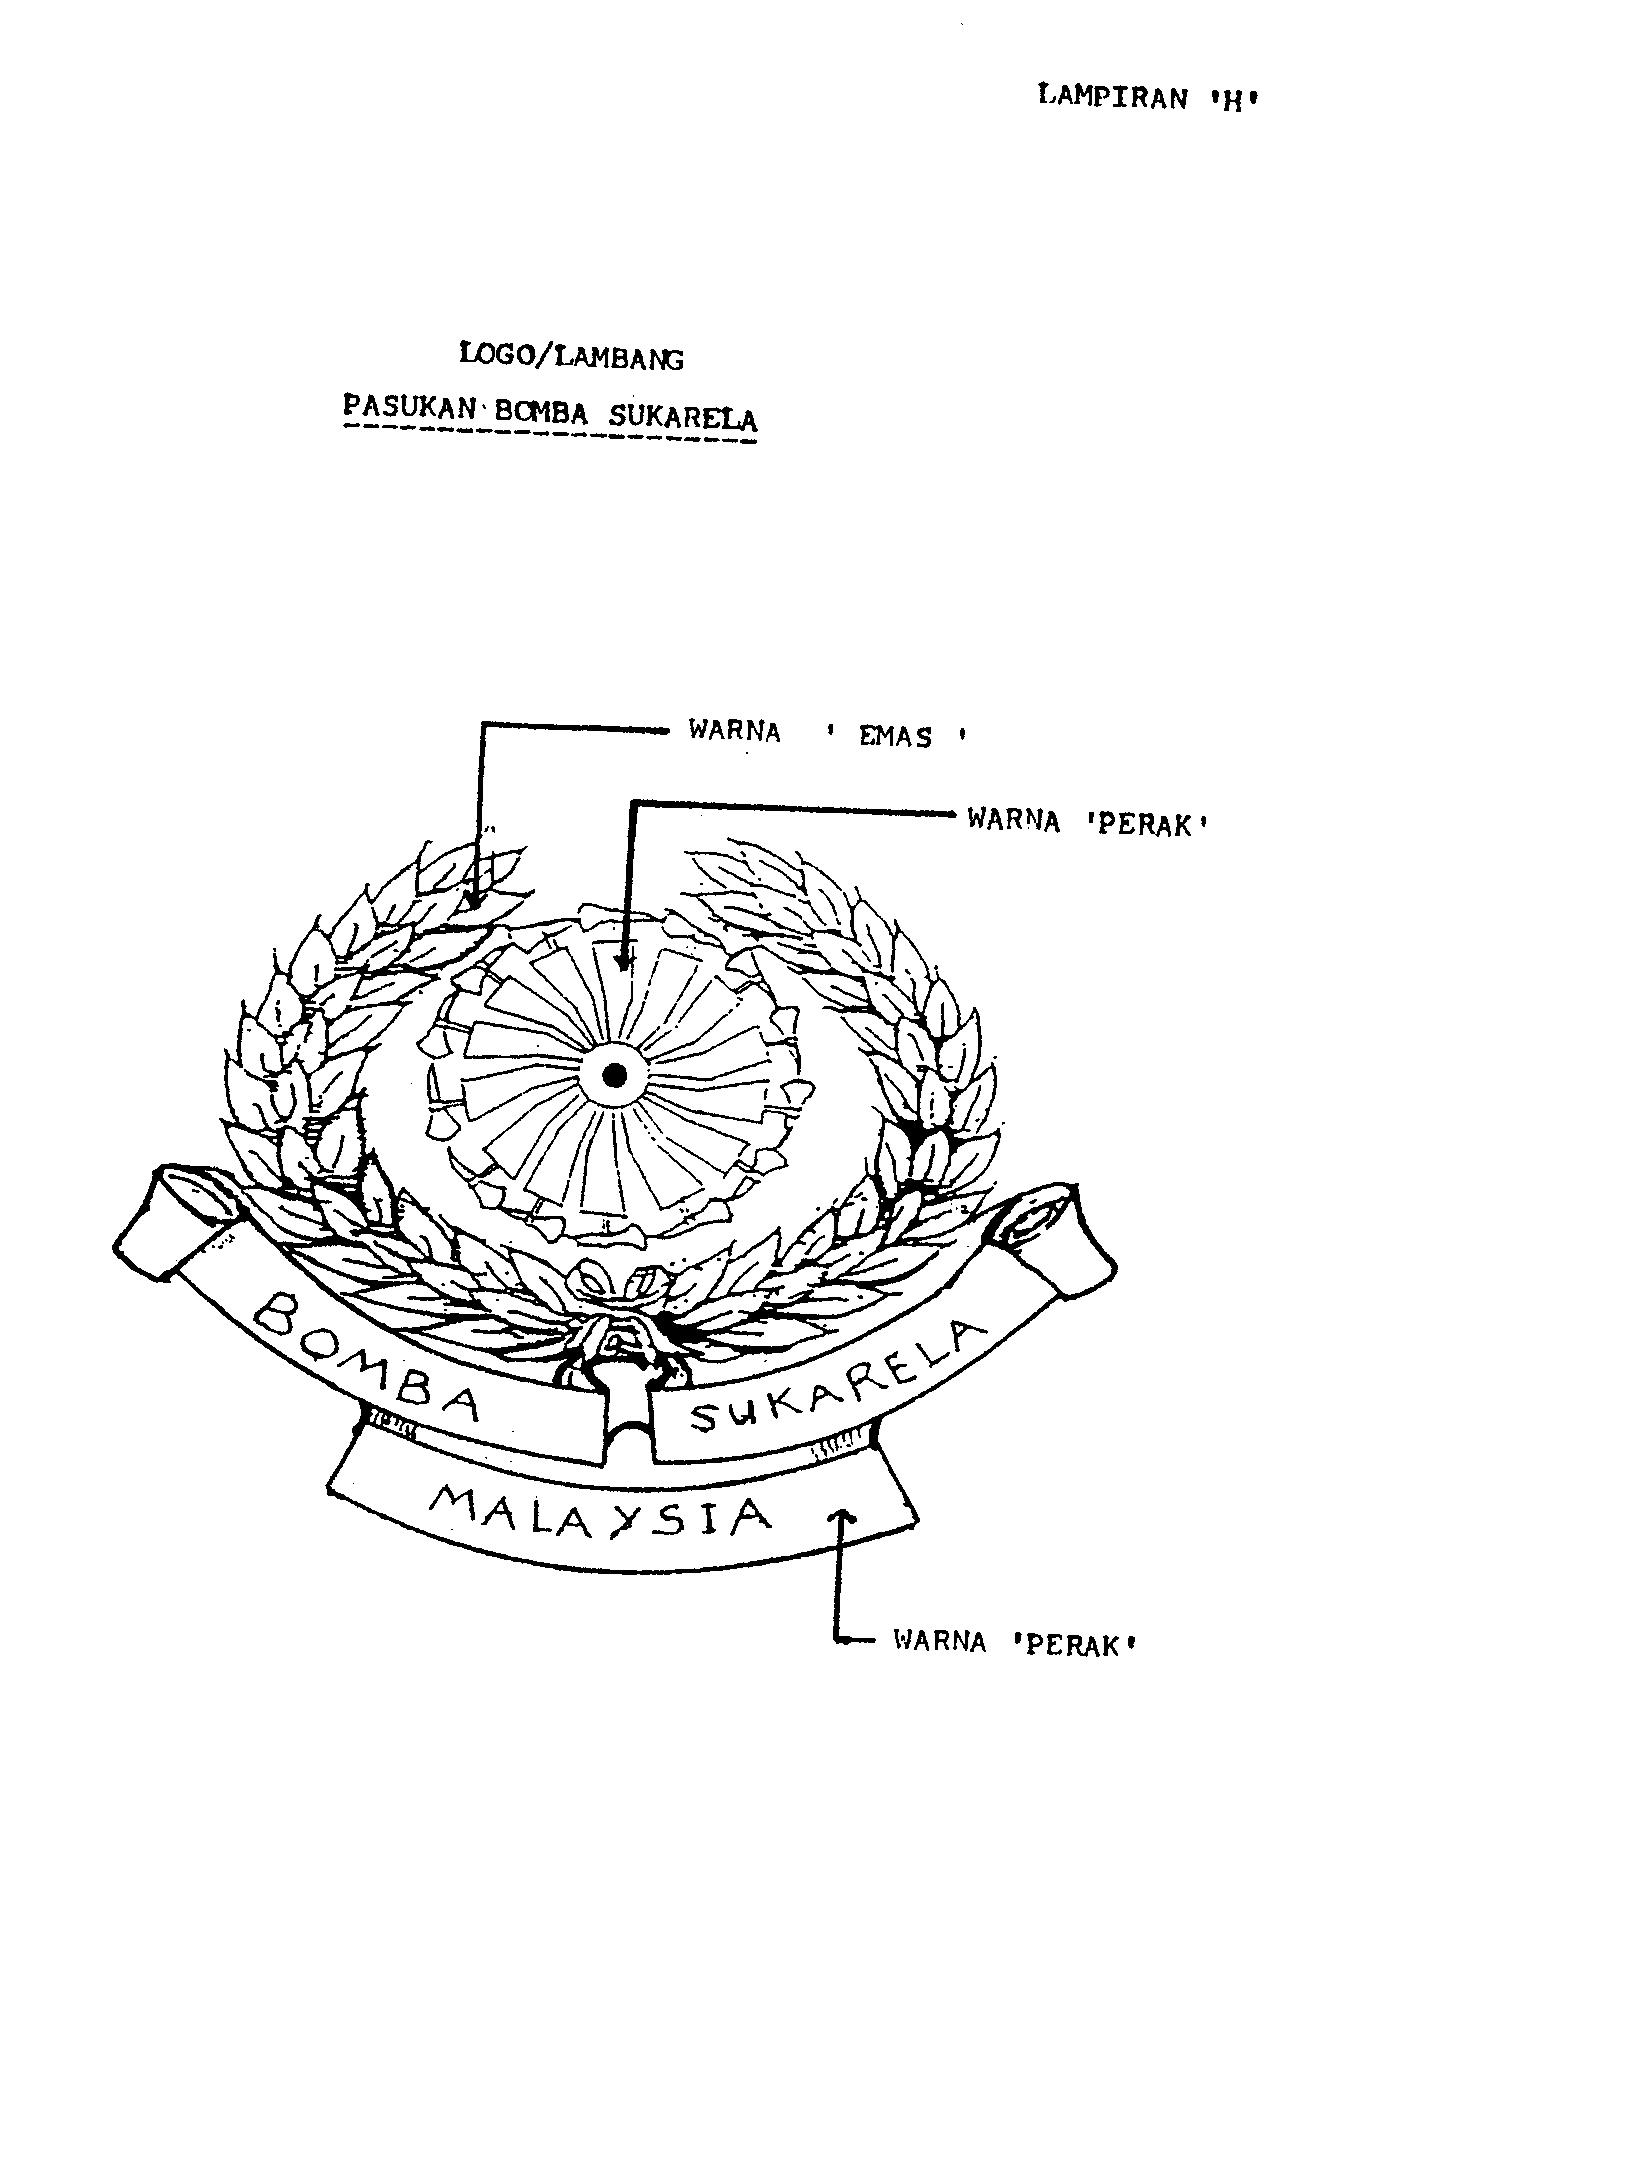 LAMPIRAN 'H'
LOGO/LAMBANG
PASUKAN BOMBA SUKARELA
WARNA ' EMAS '
WARNA 'PERAK'
BOMBA SUKARELA
MALAYSIA
WARNA 'PERAK'